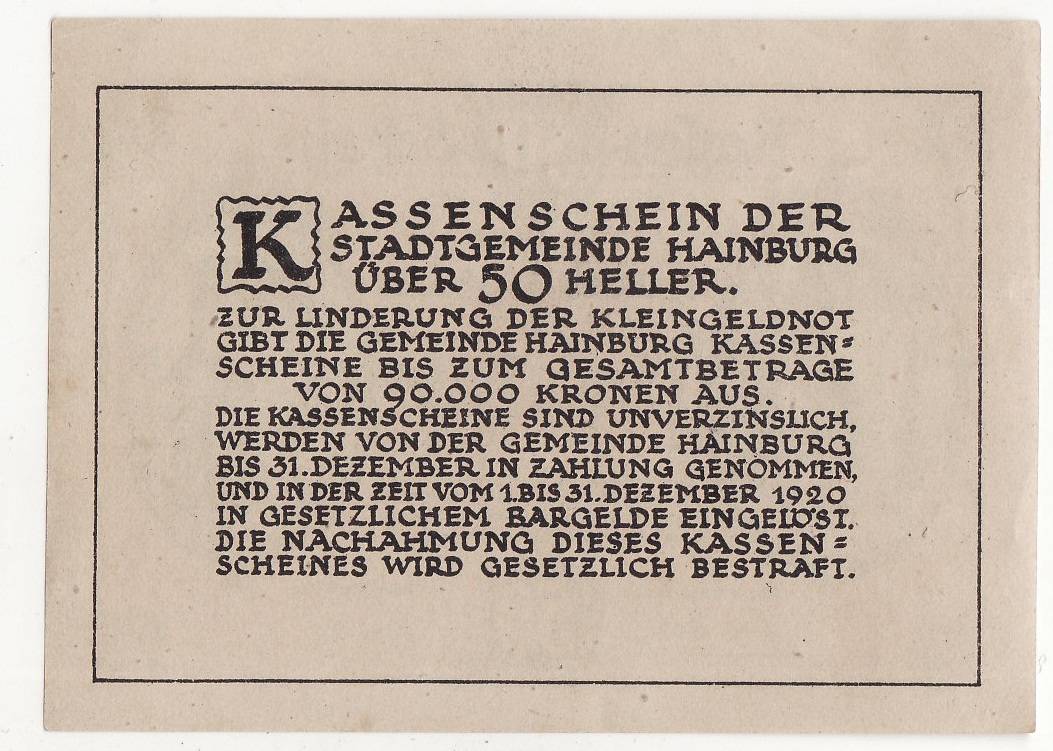 KASSENSCHEIN DER
STADTGEMEINDE HAINBURG
ÜBER 50 HELLER.
ZUR LINDERUNG DER KLEINGELDNOT
GIBT DIE GEMEINDE HAINBURG KASSEN=
SCHEINE BIS ZUM GESAMTBETRAGE
VON 90.000 KRONEN AUS.
DIE KASSENSCHEINE SIND UNVERZINSLICH,
WERDEN VON DER GEMEINDE HAINBURG
BIS 31. DEZEMBER IN ZAHLUNG GENOMMEN,
UND IN DER ZEIT VOM 1. BIS 31. DEZEMBER 1920
IN GESETZLICHEM BARGELDE EINGELÖST.
DIE NACHAHMUNG DIESES KASSEN=
SCHEINES WIRD GESETZLICH BESTRAFT.